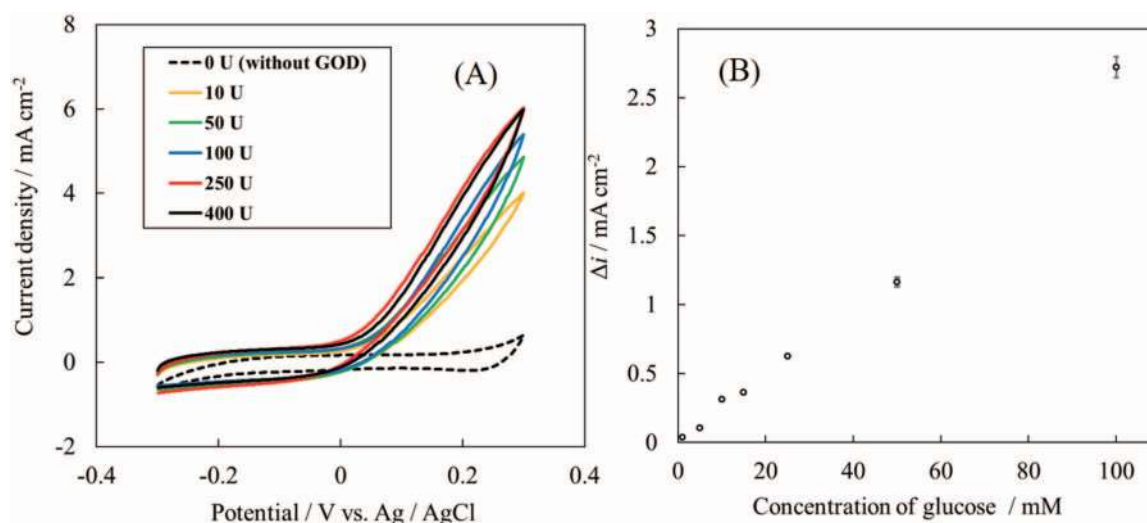 8
6
4
2
0
-2
-0.4
-0.2
0
0.2
0.4
Current density / mA cm-2
Potential / V vs. Ag / AgCl
0 U (without GOD)
10 U
50 U
100 U
250 U
400 U
(A)
3
2.5
2
1.5
1
0.5
0
0
20
40
60
80
100
Δi / mA cm-2
Concentration of glucose / mM
(B)